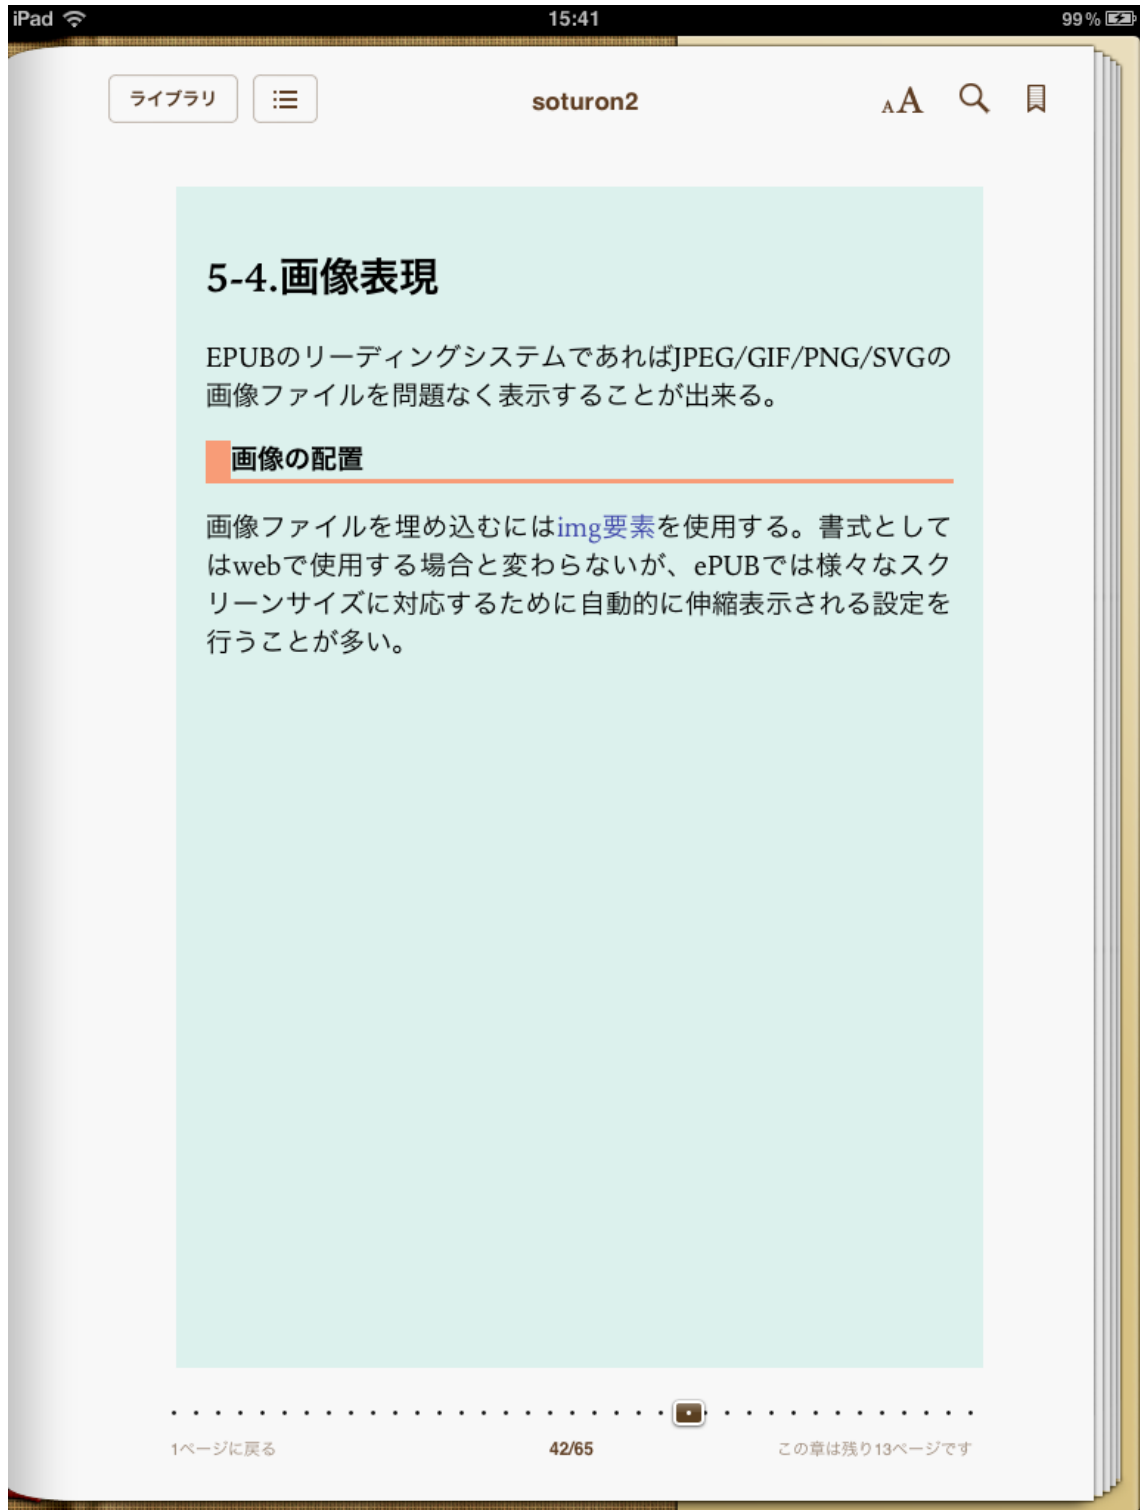 iPad 15:41 99%
ライブラリ soturon2 AA
5-4.画像表現
EPUBのリーディングシステムであればJPEG/GIF/PNG/SVGの
画像ファイルを問題なく表示することが出来る。
画像の配置
画像ファイルを埋め込むにはimg要素を使用する。書式として
はwebで使用する場合と変わらないが、ePUBでは様々なスク
リーンサイズに対応するために自動的に伸縮表示される設定を
行うことが多い。
1ページに戻る 42/65 この章は残り13ページです